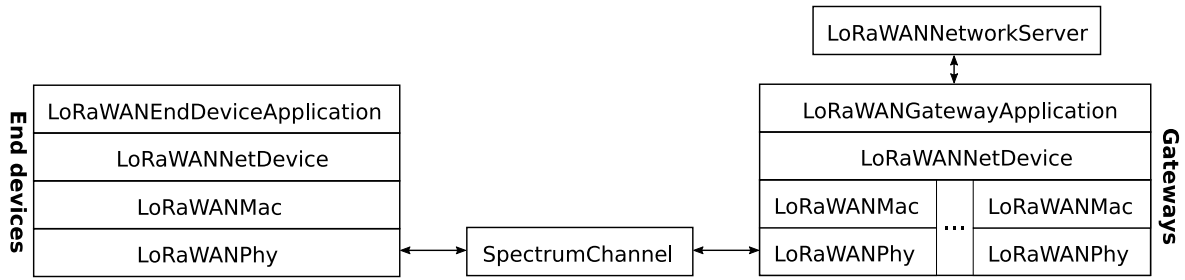 LoRaWANNetworkServer
End devices
LoRaWANEndDeviceApplication
LoRaWANNetDevice
LoRaWANMac
LoRaWANPhy
SpectrumChannel
LoRaWANGatewayApplication
LoRaWANNetDevice
LoRaWANMac ... LoRaWANMac
LoRaWANPhy LoRaWANPhy
Gateways